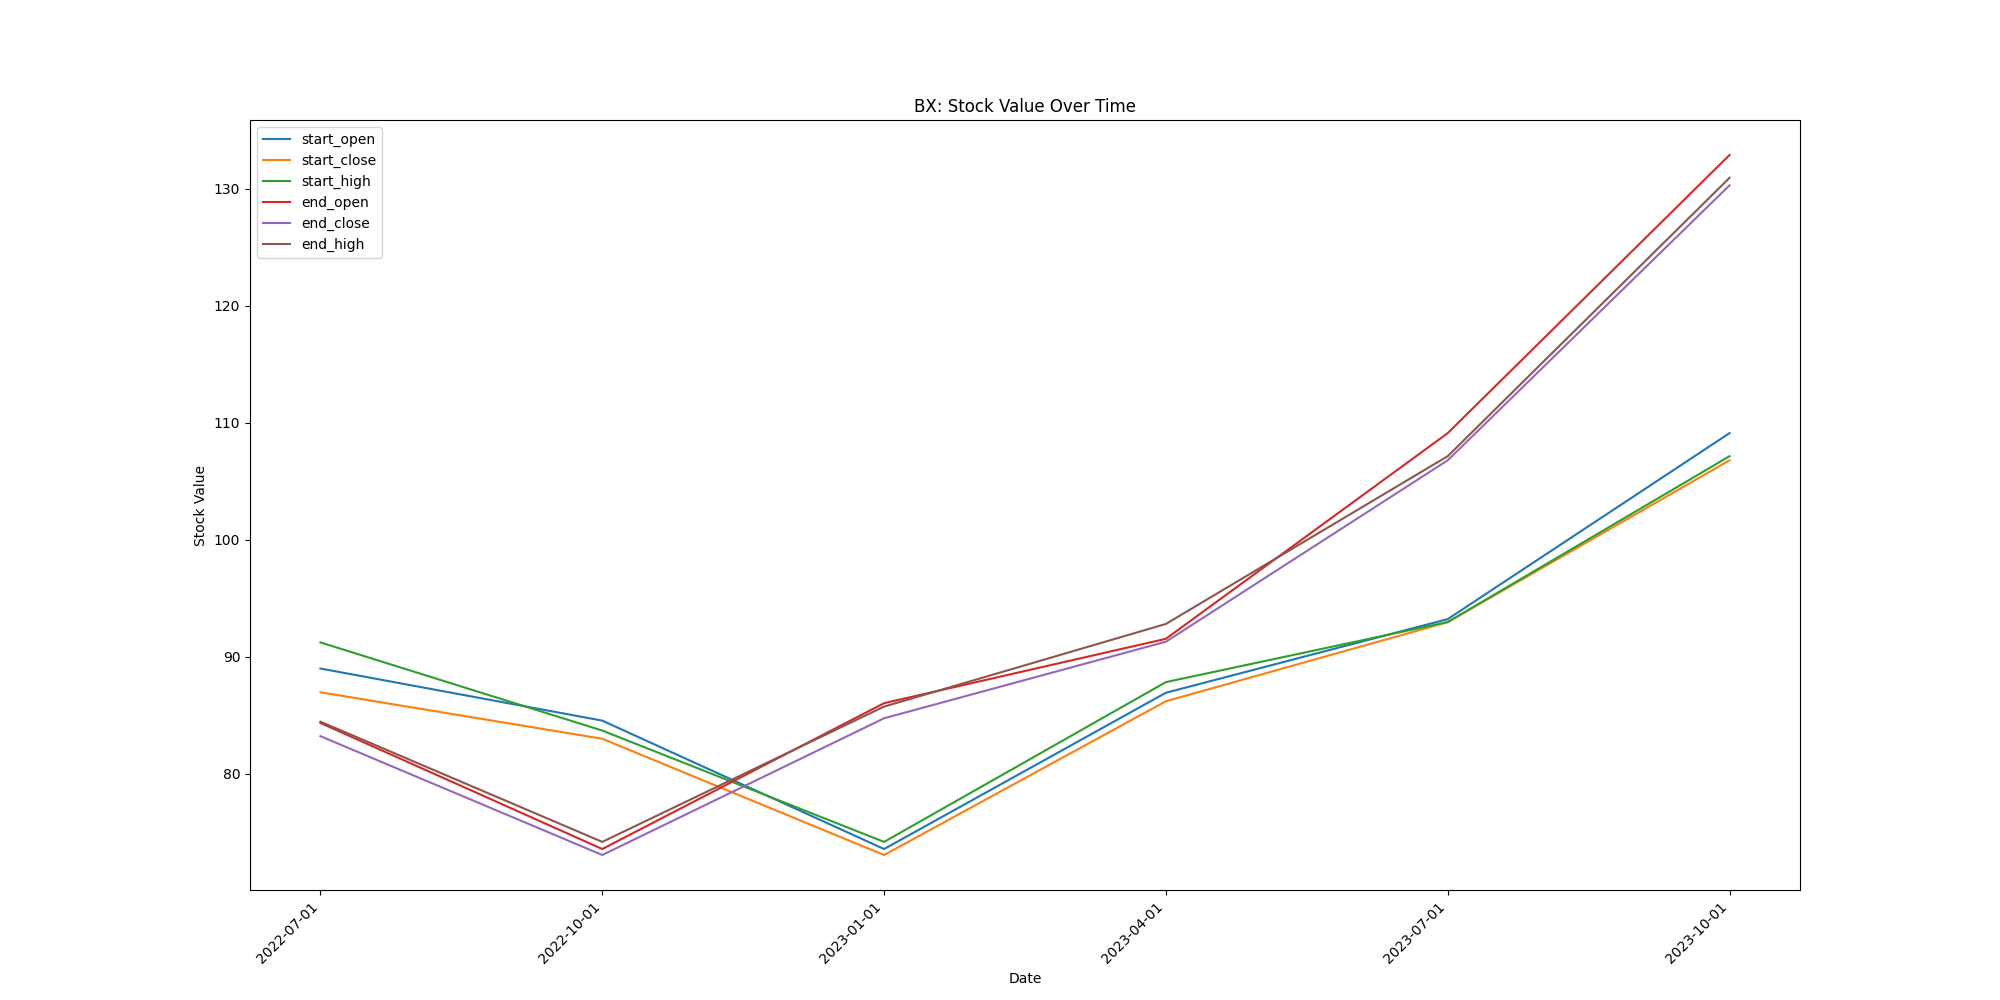 BX: Stock Value Over Time
start_open
start_close
start_high
end_open
end_close
end_high
130
120
110
100
90
80
Stock Value
2022-07-01
2022-10-01
2023-01-01
2023-04-01
2023-07-01
2023-10-01
Date